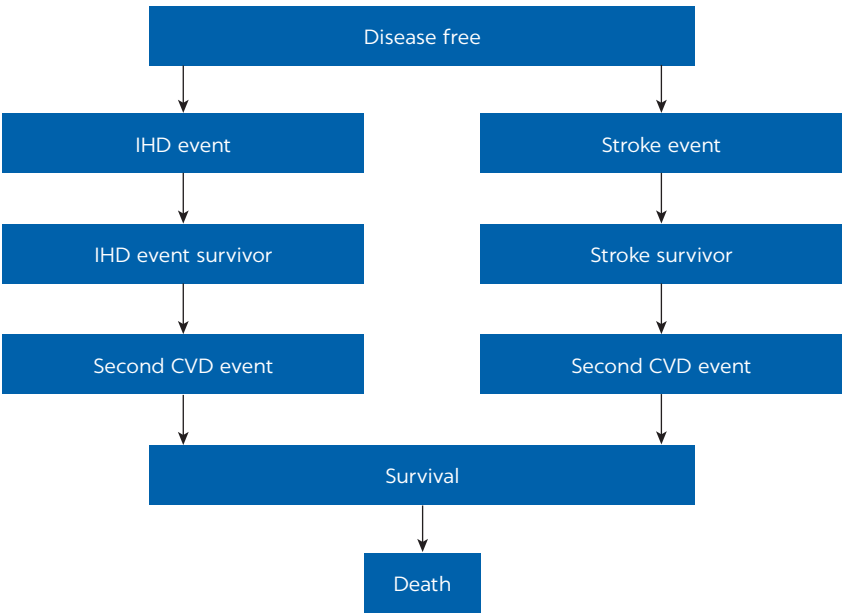 Disease free
IHD event
Stroke event
IHD event survivor
Stroke survivor
Second CVD event
Second CVD event
Survival
Death